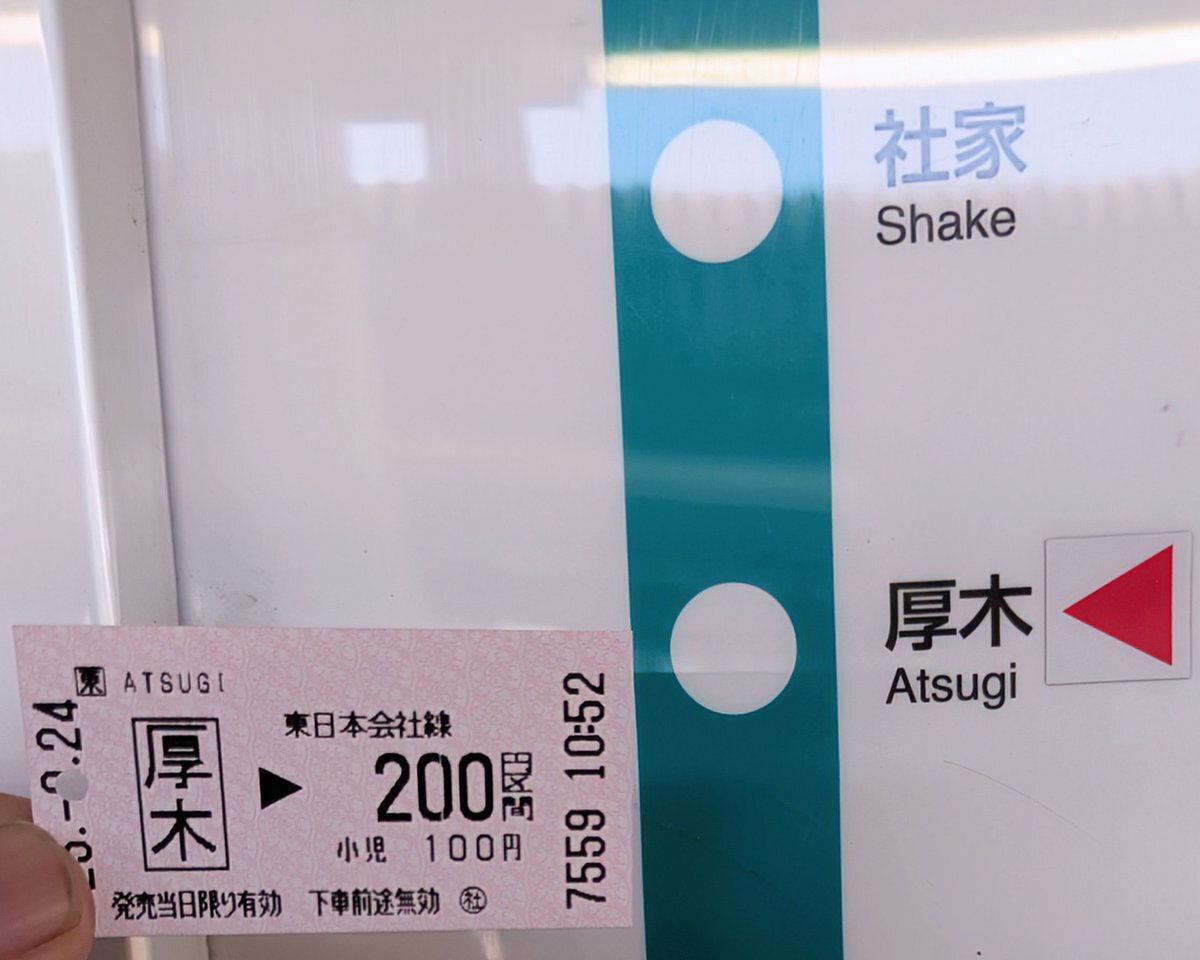 社家
Shake
厚木
Atsugi
東 ATSUGI
厚木
東日本会社線
▶ 200円区間
小児 100円
発売当日限り有効 下車前途無効 ㊓
7559 10:52
.24